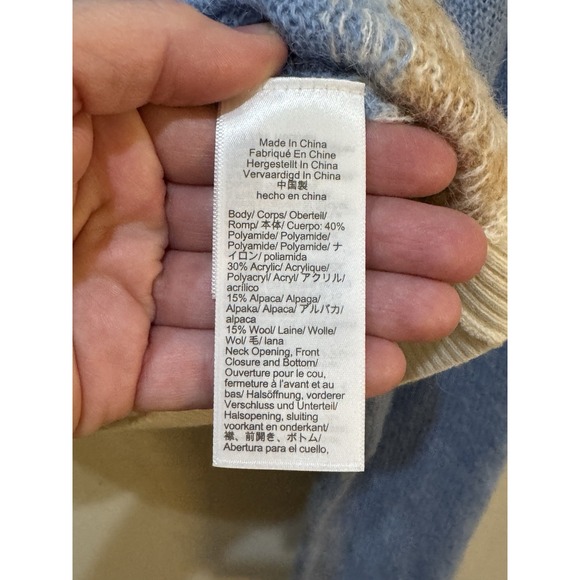 Made In China
Fabriqué En Chine
Hergestellt In China
Vervaardigd In China
中国製
hecho en china
Body/ Corps/ Oberteil/
Romp/ 本体/ Cuerpo: 40%
Polyamide/ Polyamide/
Polyamide/ Polyamide/ ナ
イロン/ poliamida
30% Acrylic/ Acrylique/
Polyacryl/ Acryl/ アクリル/
acrílico
15% Alpaca/ Alpaga/
Alpaka/ Alpaca/ アルパカ/
alpaca
15% Wool/ Laine/ Wolle/
Wol/ 毛/ lana
Neck Opening, Front
Closure and Bottom/
Ouverture pour le cou,
fermeture à l'avant et au
bas/ Halsöffnung, vorderer
Verschluss und Unterteil/
Halsopening, sluiting
voorkant en onderkant/
襟、前開き、ボトム/
Abertura para el cuello,